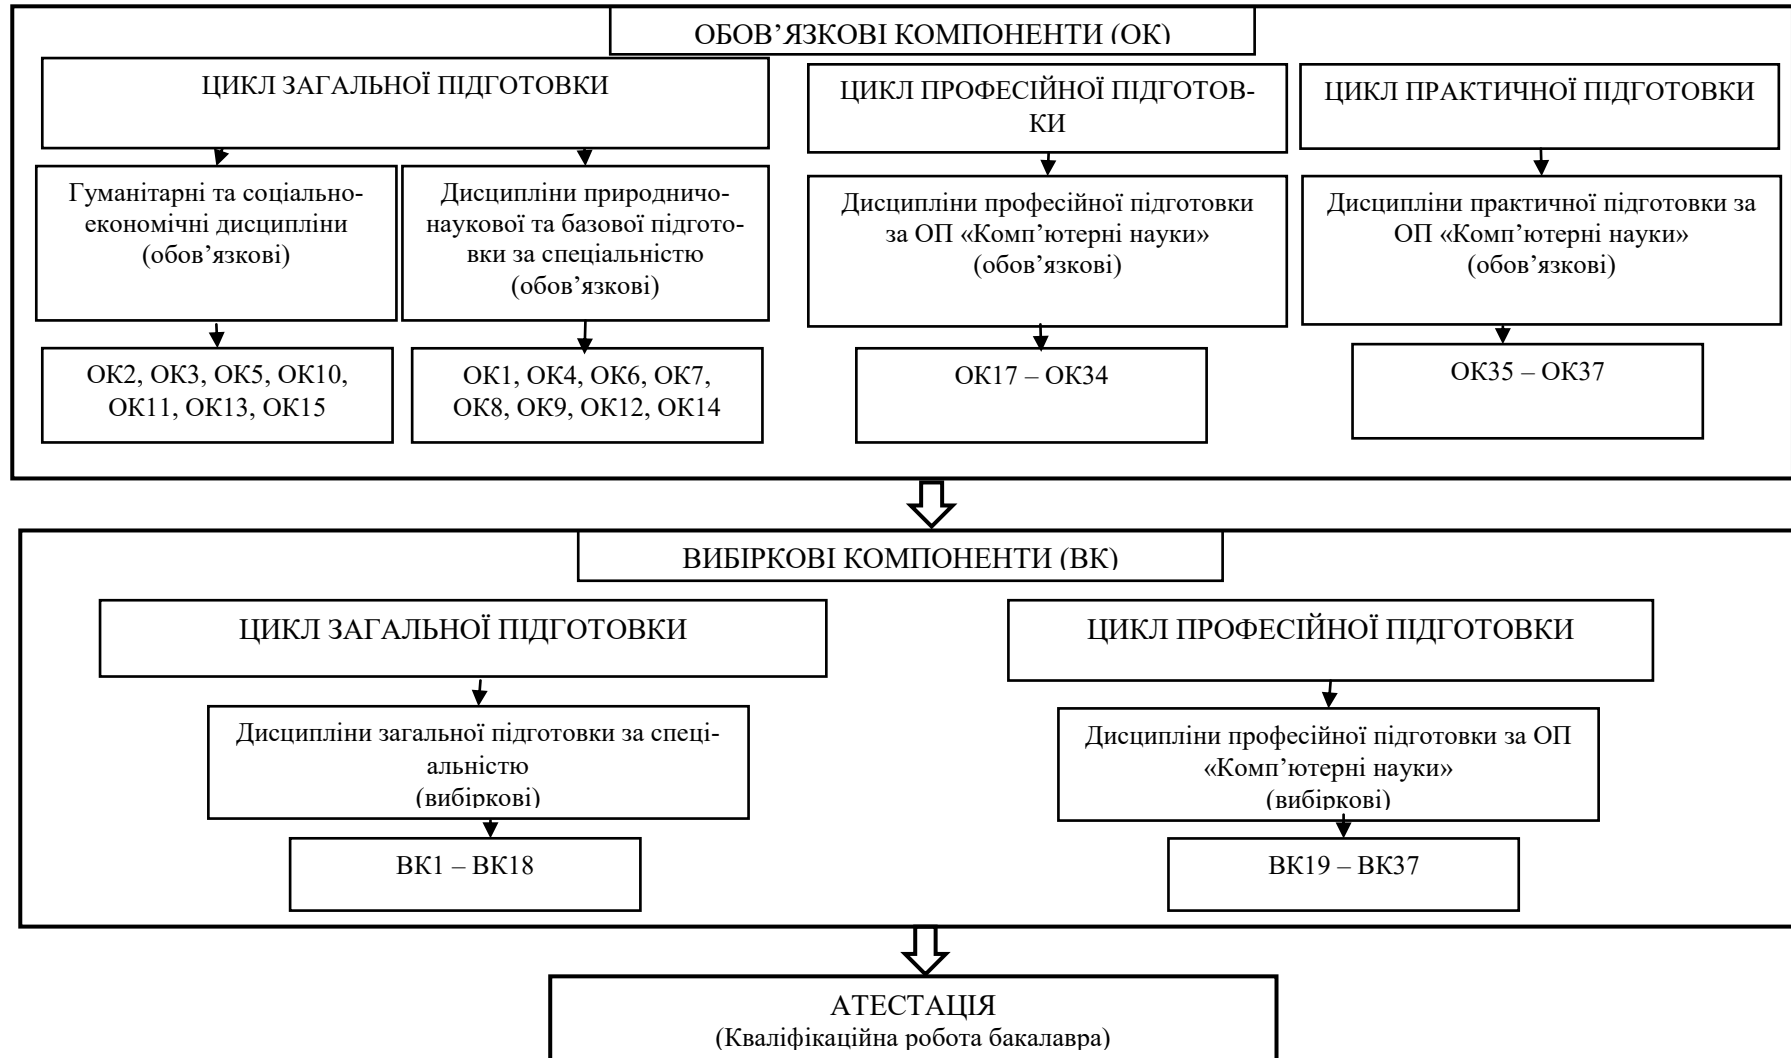 ОБОВ’ЯЗКОВІ КОМПОНЕНТИ (ОК)
ЦИКЛ ЗАГАЛЬНОЇ ПІДГОТОВКИ
ЦИКЛ ПРОФЕСІЙНОЇ ПІДГОТОВ-
КИ
ЦИКЛ ПРАКТИЧНОЇ ПІДГОТОВКИ
Гуманітарні та соціально-
економічні дисципліни
(обов’язкові)
Дисципліни природничо-
наукової та базової підгото-
вки за спеціальністю
(обов’язкові)
Дисципліни професійної підготовки
за ОП «Комп’ютерні науки»
(обов’язкові)
Дисципліни практичної підготовки за
ОП «Комп’ютерні науки»
(обов’язкові)
ОК2, ОК3, ОК5, ОК10,
ОК11, ОК13, ОК15
ОК1, ОК4, ОК6, ОК7,
ОК8, ОК9, ОК12, ОК14
ОК17 – ОК34
ОК35 – ОК37
ВИБІРКОВІ КОМПОНЕНТИ (ВК)
ЦИКЛ ЗАГАЛЬНОЇ ПІДГОТОВКИ
ЦИКЛ ПРОФЕСІЙНОЇ ПІДГОТОВКИ
Дисципліни загальної підготовки за спеці-
альністю
(вибіркові)
Дисципліни професійної підготовки за ОП
«Комп’ютерні науки»
(вибіркові)
ВК1 – ВК18
ВК19 – ВК37
АТЕСТАЦІЯ
(Кваліфікаційна робота бакалавра)